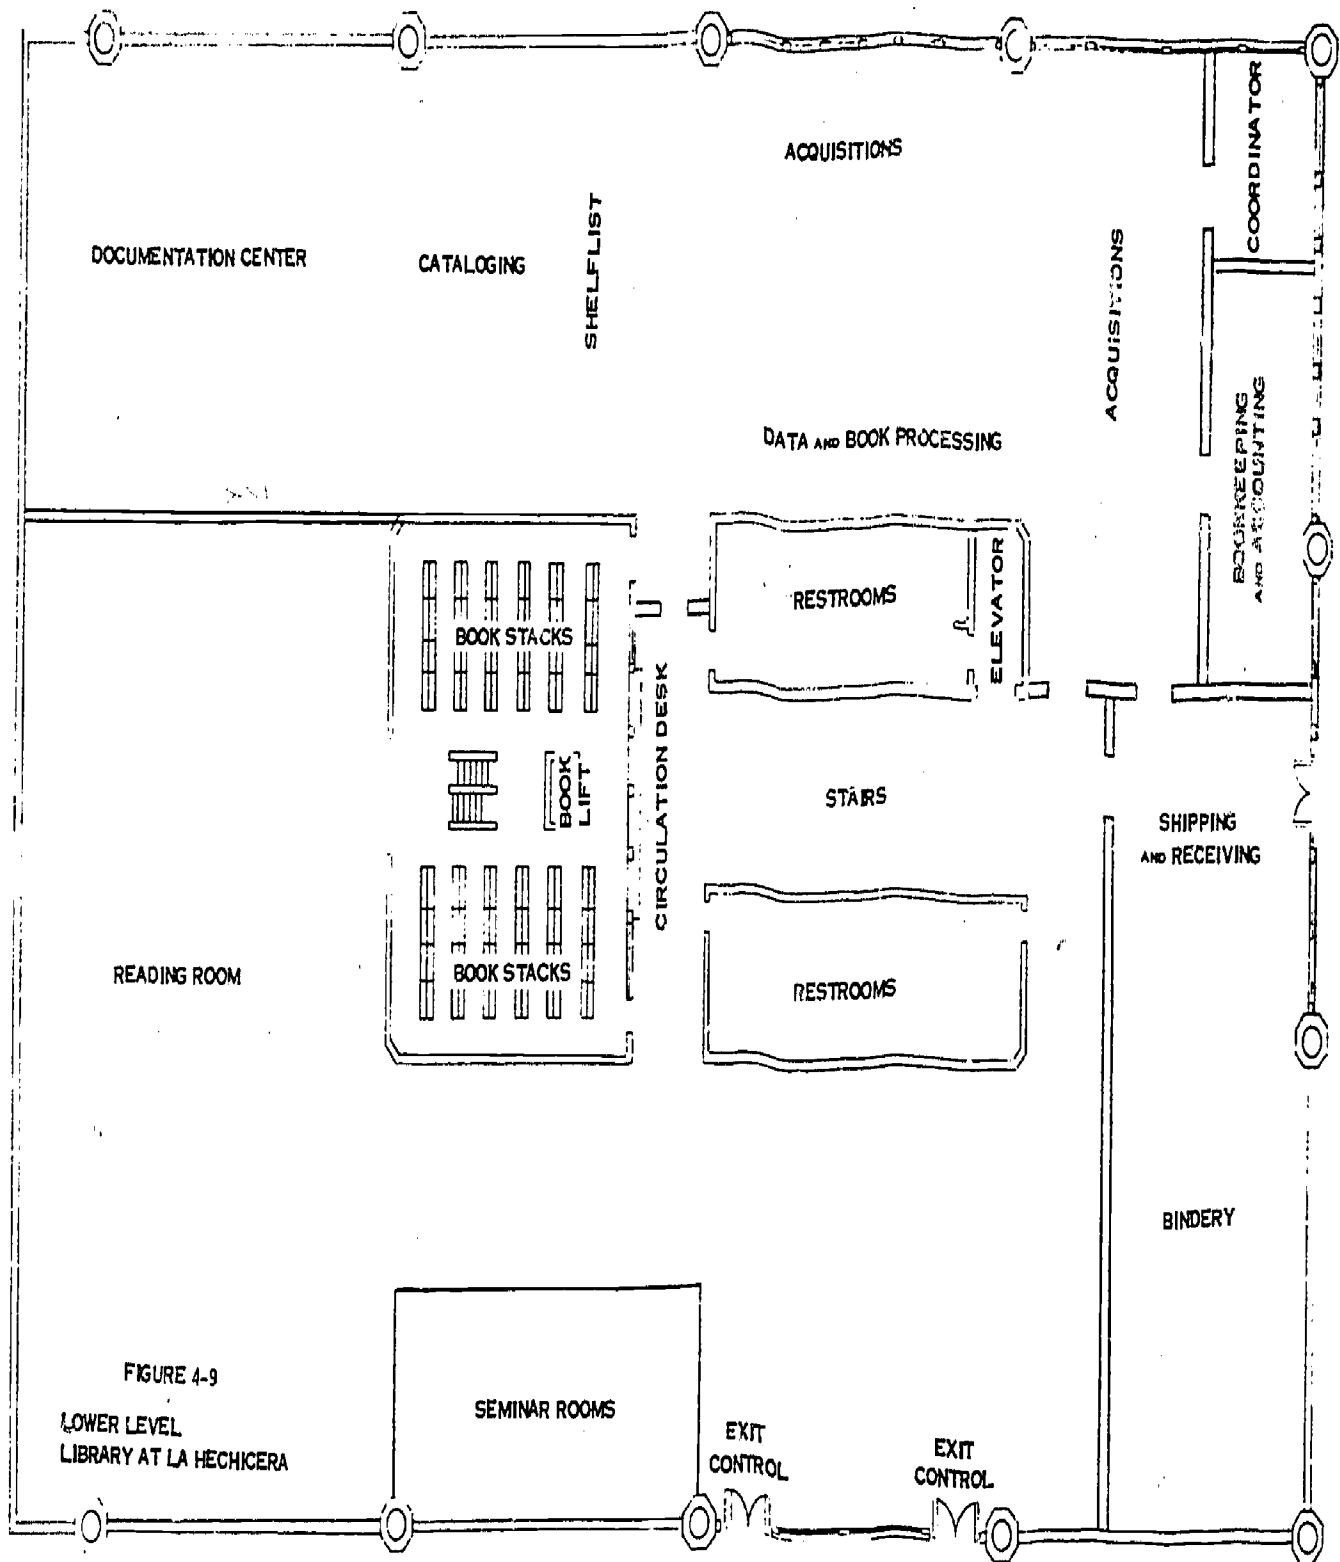 ACQUISITIONS
COORDINATOR
DOCUMENTATION CENTER
CATALOGING
SHELFLIST
ACQUISITIONS
DATA AND BOOK PROCESSING
BOOKKEEPING
AND ACCOUNTING
RESTROOMS
ELEVATOR
BOOK STACKS
CIRCULATION DESK
BOOK
LIFT
STAIRS
SHIPPING
AND RECEIVING
READING ROOM
BOOK STACKS
RESTROOMS
BINDERY
FIGURE 4-9
LOWER LEVEL
LIBRARY AT LA HECHICERA
SEMINAR ROOMS
EXIT
CONTROL
EXIT
CONTROL